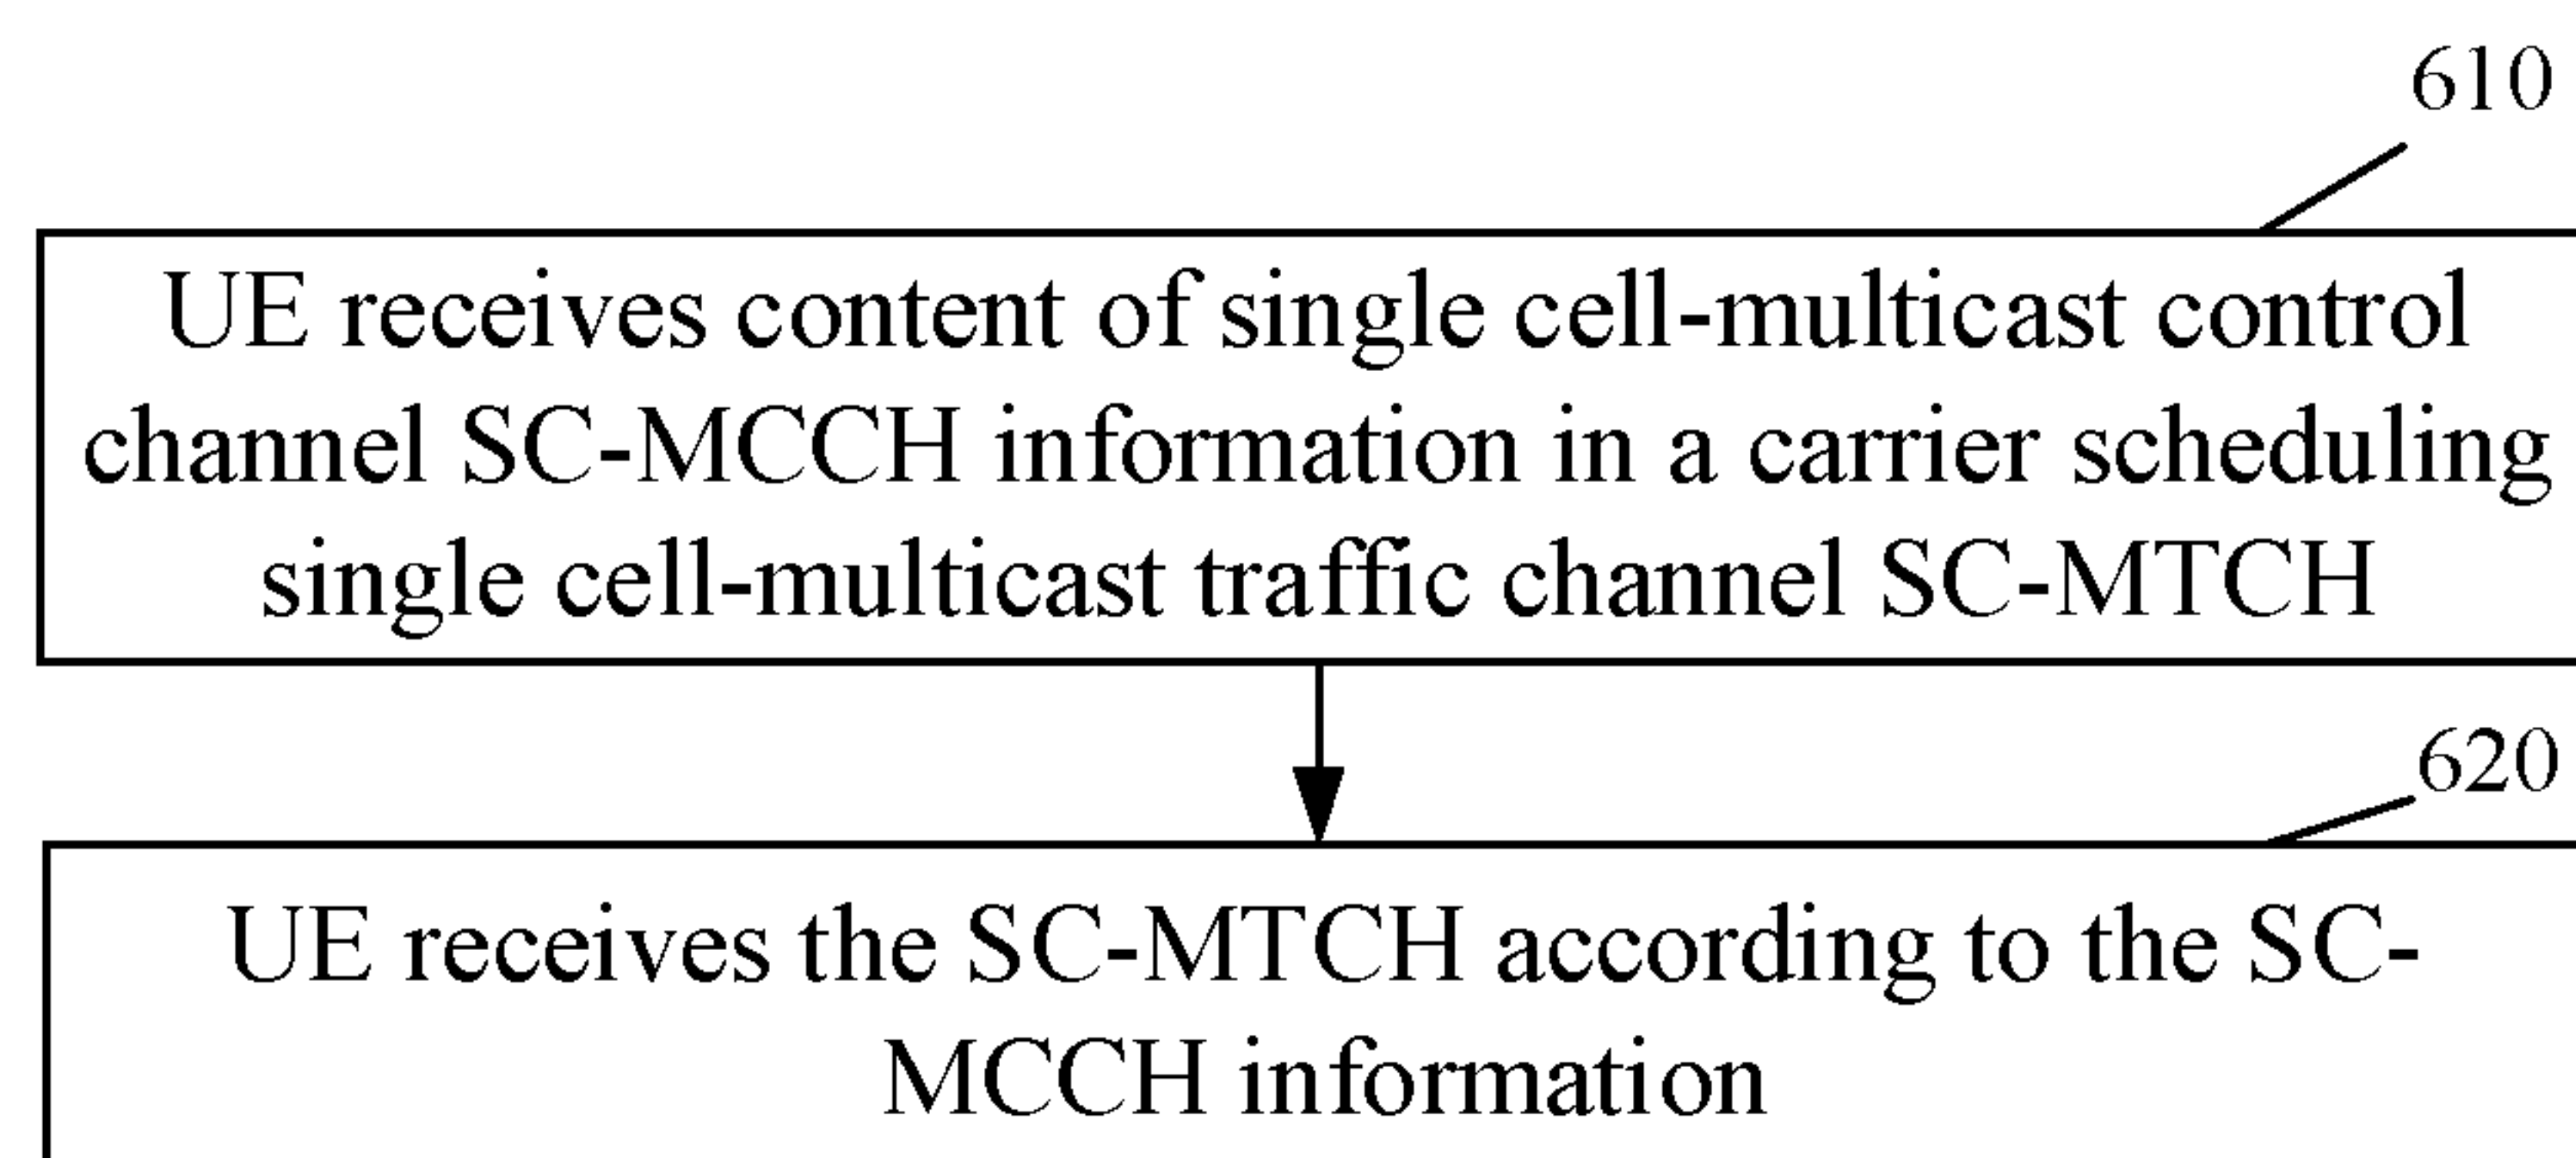 610
UE receives content of single cell-multicast control
channel SC-MCCH information in a carrier scheduling
single cell-multicast traffic channel SC-MTCH
620
UE receives the SC-MTCH according to the SC-
MCCH information